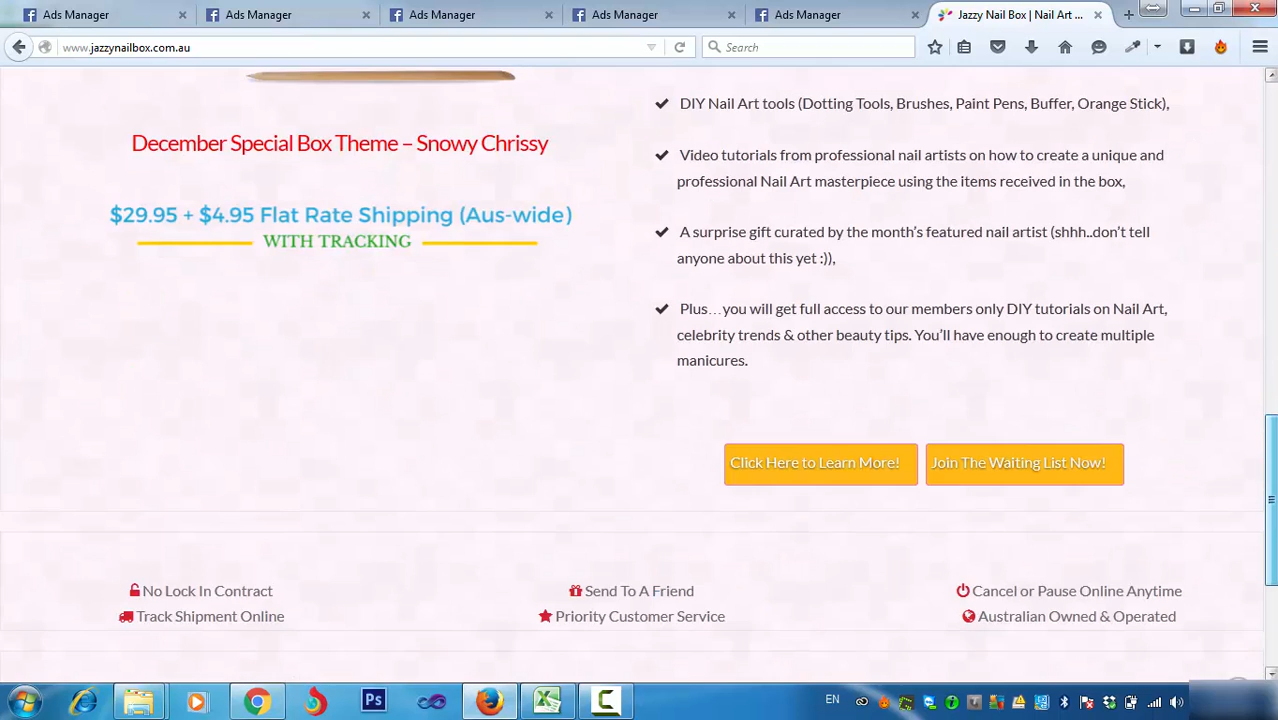 Ads Manager
Ads Manager
Ads Manager
Ads Manager
Ads Manager
Jazzy Nail Box | Nail Art ...
www.jazzynailbox.com.au
Search
December Special Box Theme – Snowy Chrissy
$29.95 + $4.95 Flat Rate Shipping (Aus-wide)
WITH TRACKING
DIY Nail Art tools (Dotting Tools, Brushes, Paint Pens, Buffer, Orange Stick),
Video tutorials from professional nail artists on how to create a unique and
professional Nail Art masterpiece using the items received in the box,
A surprise gift curated by the month’s featured nail artist (shhh..don’t tell
anyone about this yet :)),
Plus…you will get full access to our members only DIY tutorials on Nail Art,
celebrity trends & other beauty tips. You’ll have enough to create multiple
manicures.
Click Here to Learn More!
Join The Waiting List Now!
No Lock In Contract
Send To A Friend
Cancel or Pause Online Anytime
Track Shipment Online
Priority Customer Service
Australian Owned & Operated
Ps
EN